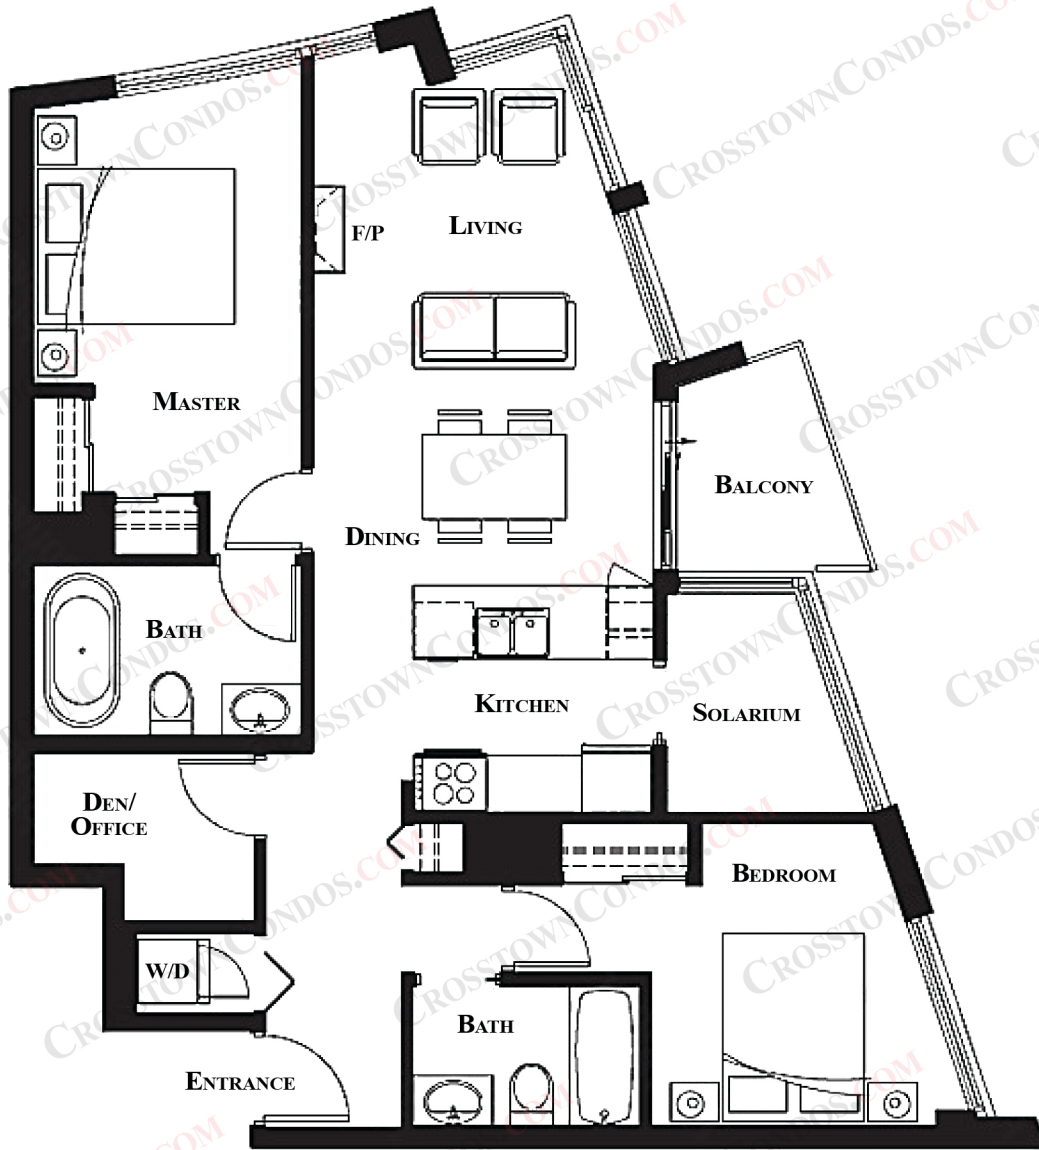 LIVING
F/P
MASTER
BALCONY
DINING
BATH
KITCHEN
SOLARIUM
DEN/
OFFICE
BEDROOM
W/D
BATH
ENTRANCE
CROSSTOWNCONDOS.COM